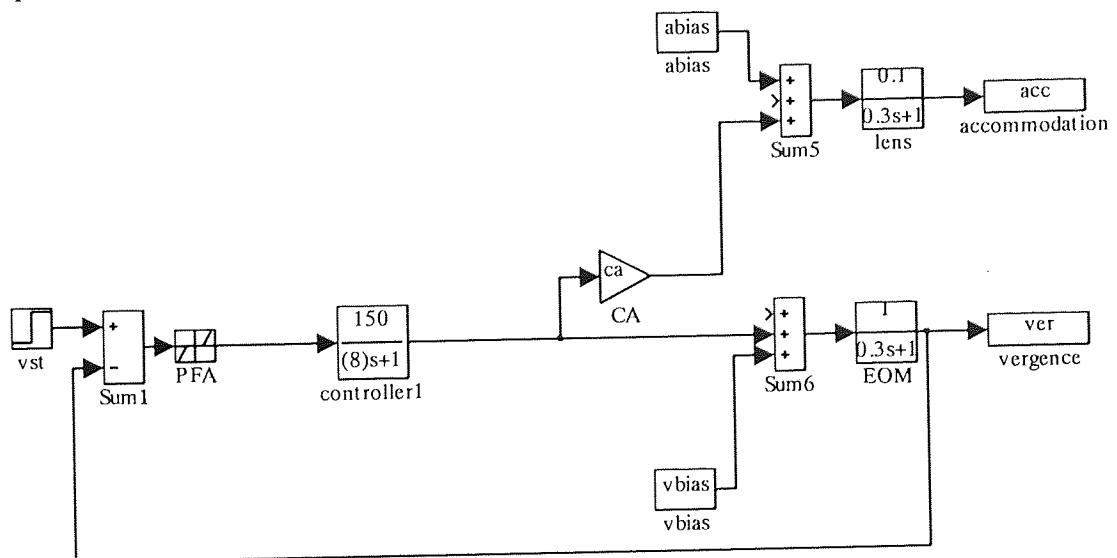 abias
abias
+
+
+
Sum5
0.1
0.3s+1
lens
acc
accommodation
ca
CA
vst
+
−
Sum1
PFA
150
(8)s+1
controller1
+
+
+
Sum6
1
0.3s+1
EOM
ver
vergence
vbias
vbias